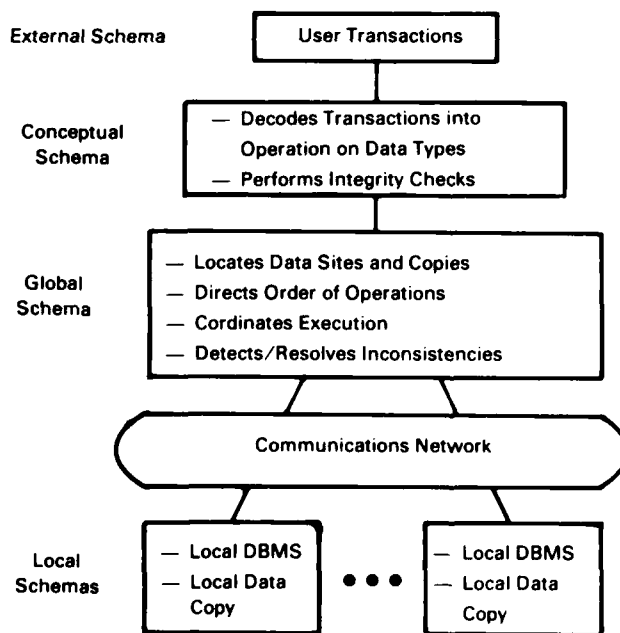 External Schema
User Transactions
Conceptual
Schema
— Decodes Transactions into
Operation on Data Types
— Performs Integrity Checks
Global
Schema
— Locates Data Sites and Copies
— Directs Order of Operations
— Cordinates Execution
— Detects/Resolves Inconsistencies
Communications Network
Local
Schemas
— Local DBMS
— Local Data
Copy
— Local DBMS
— Local Data
Copy